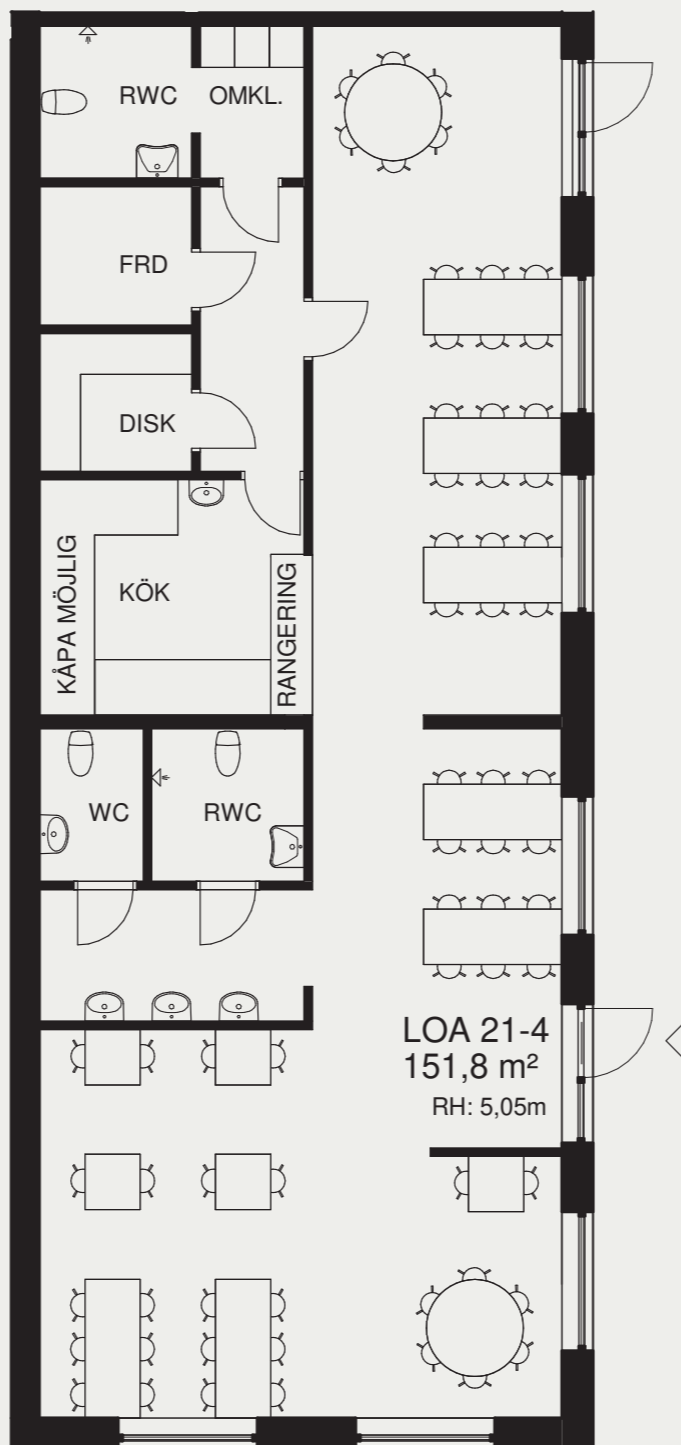 RWC OMKL.
FRD
DISK
KÅPA MÖJLIG
KÖK
RANGERING
WC
RWC
LOA 21-4
151,8 m²
RH: 5,05m